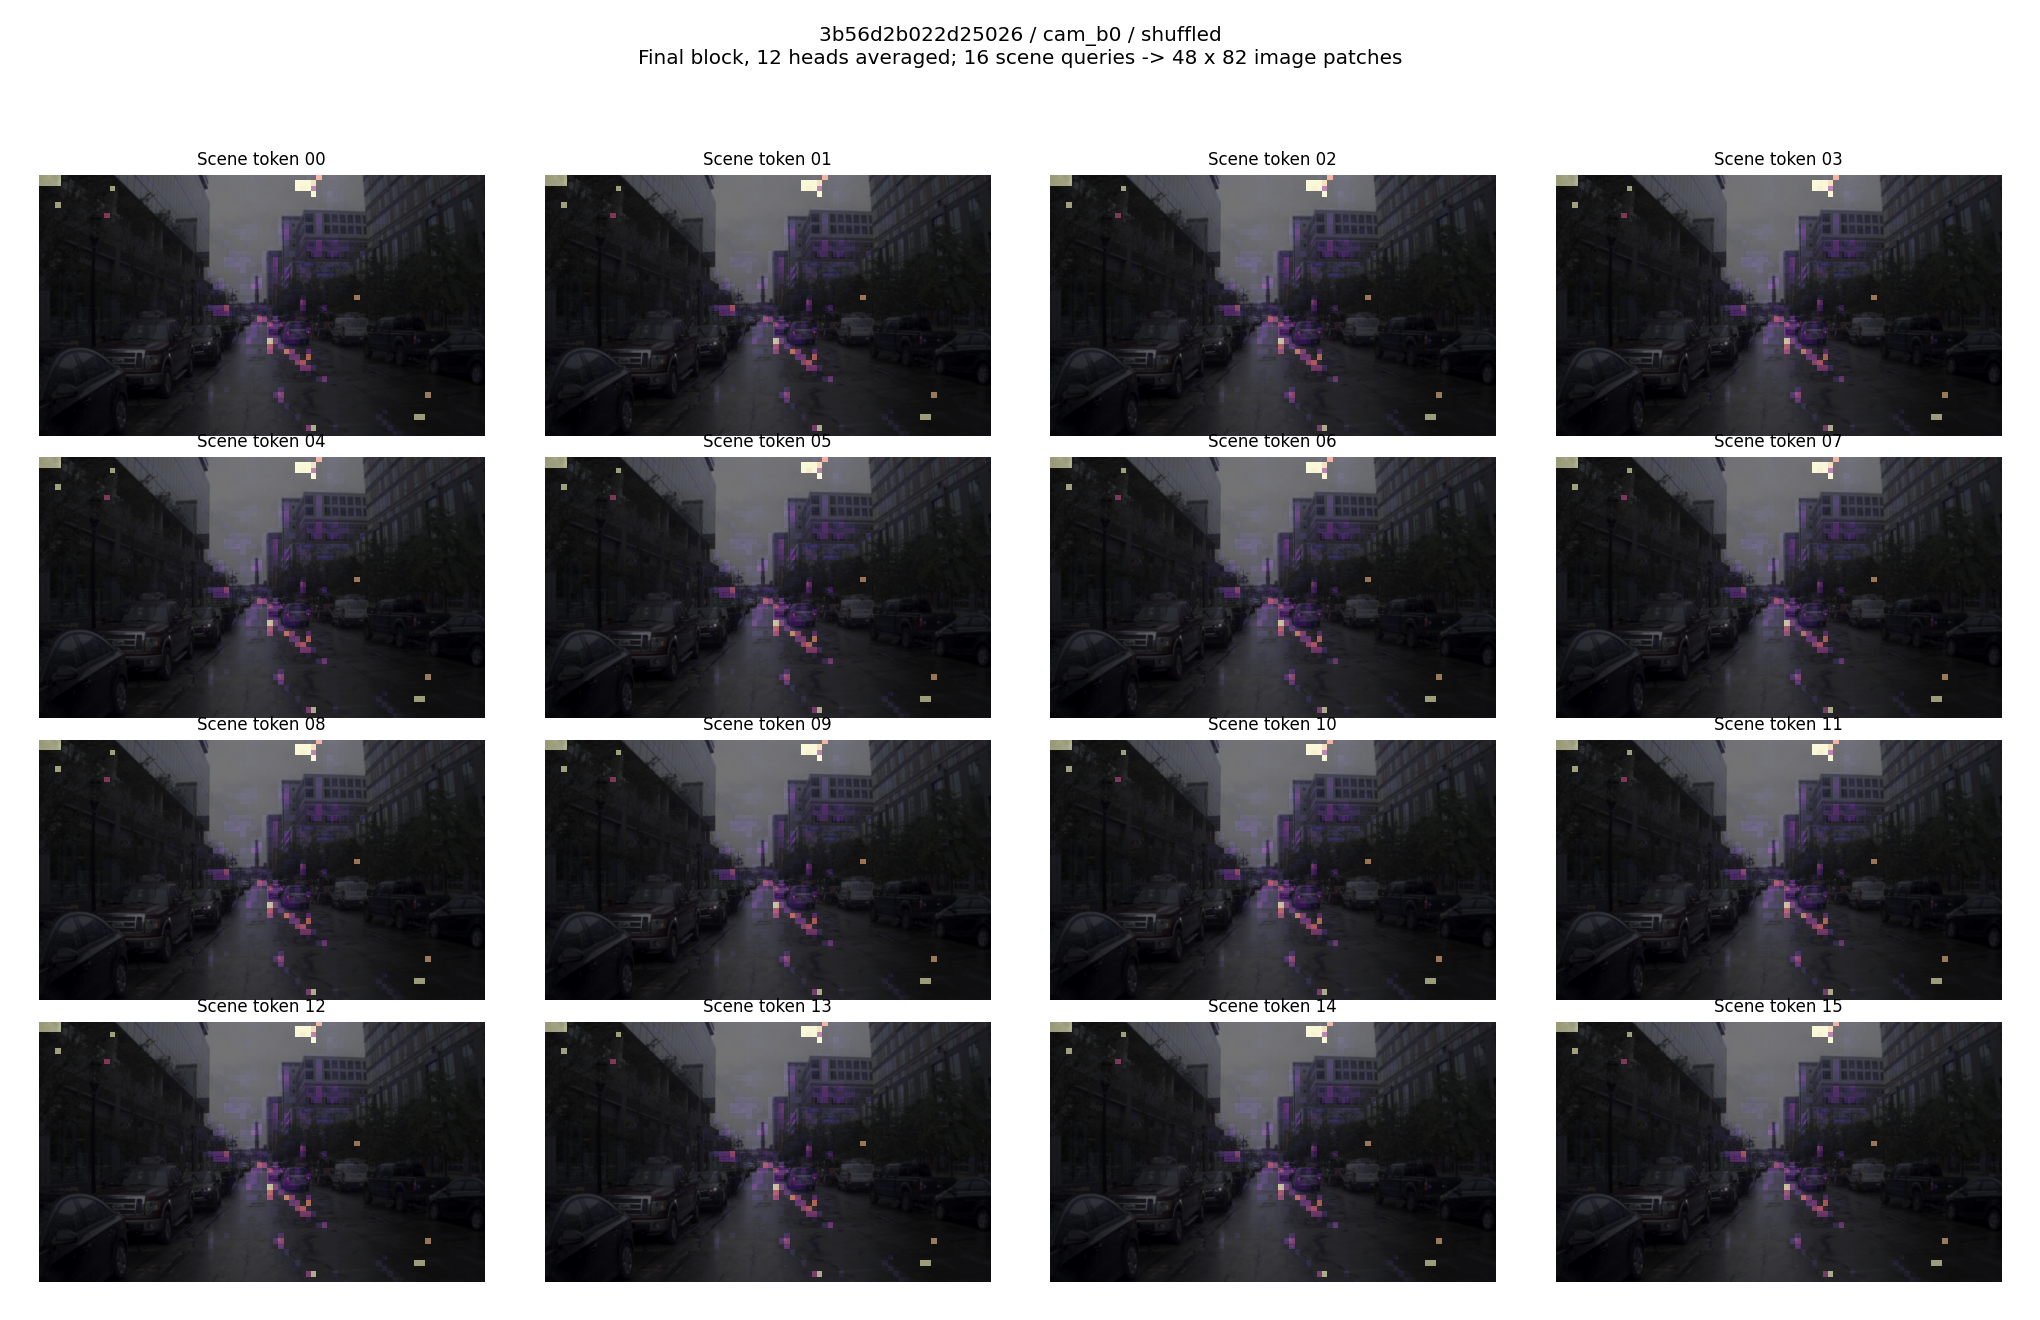 3b56d2b022d25026 / cam_b0 / shuffled
Final block, 12 heads averaged; 16 scene queries -> 48 x 82 image patches
Scene token 00
Scene token 01
Scene token 02
Scene token 03
Scene token 04
Scene token 05
Scene token 06
Scene token 07
Scene token 08
Scene token 09
Scene token 10
Scene token 11
Scene token 12
Scene token 13
Scene token 14
Scene token 15